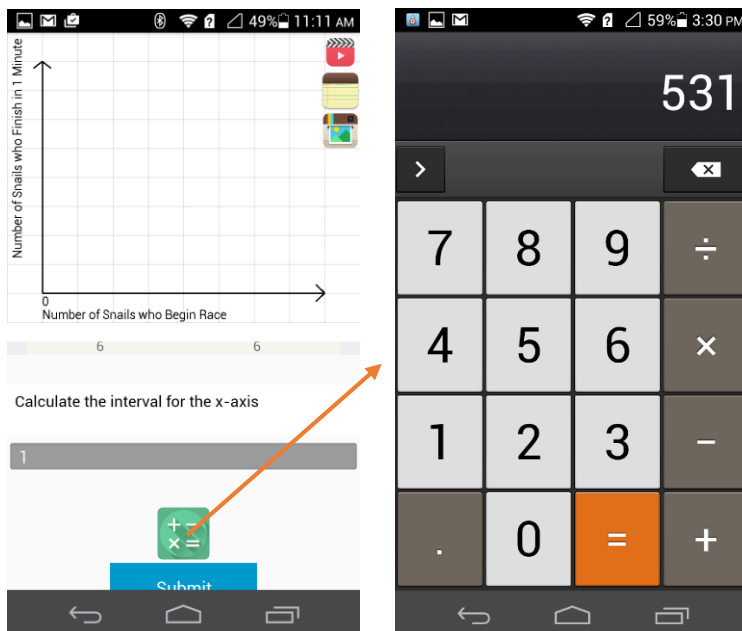 49% 11:11 AM
Number of Snails who Finish in 1 Minute
0
Number of Snails who Begin Race
6 6
Calculate the interval for the x-axis
1
+ −
× =
Submit
59% 3:30 PM
531
>
7 8 9 ÷
4 5 6 ×
1 2 3 −
. 0 = +